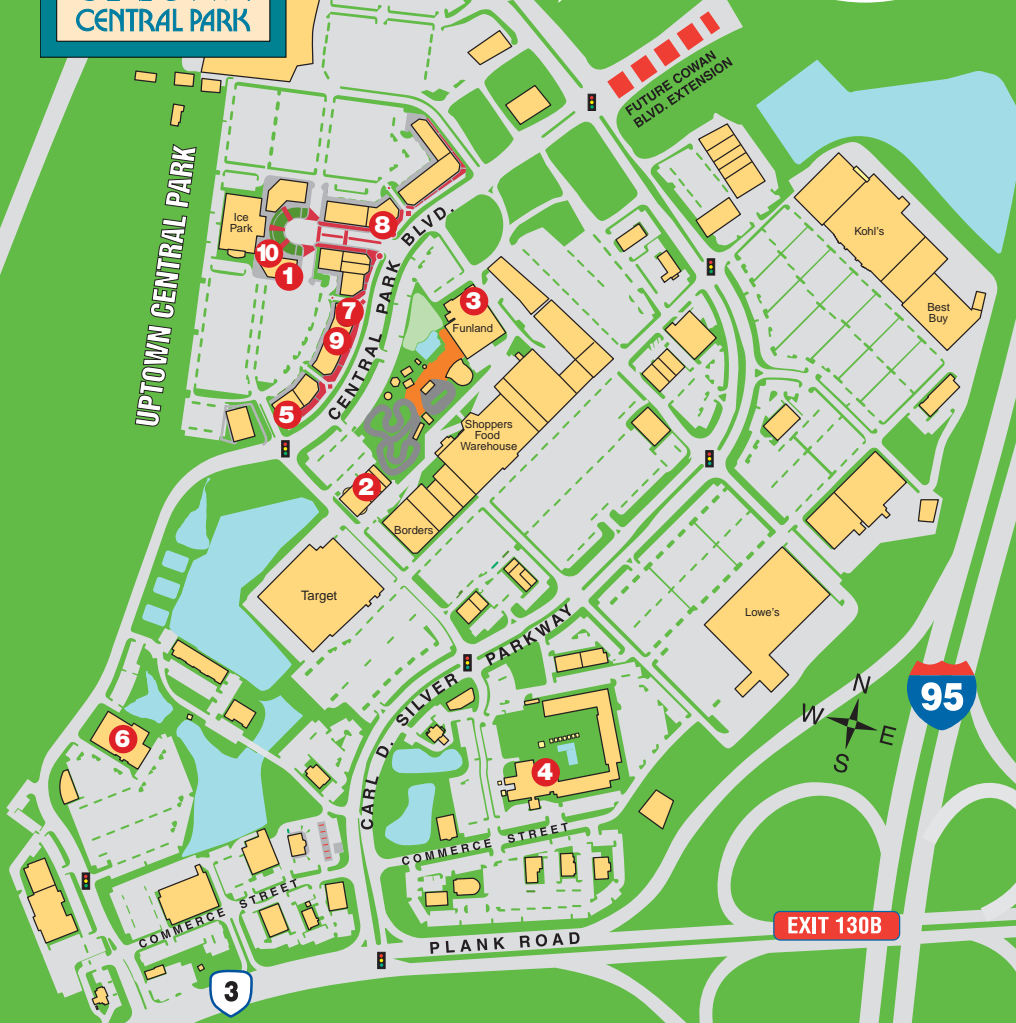 CENTRAL PARK
FUTURE COWAN
BLVD. EXTENSION
UPTOWN CENTRAL PARK
Ice
Park
8
10
1
CENTRAL PARK BLVD.
Kohl's
Best
Buy
3
Funland
7
9
5
Shoppers
Food
Warehouse
2
Borders
Target
Lowe's
CARL D. SILVER PARKWAY
N
W
E
S
95
6
4
COMMERCE STREET
COMMERCE STREET
EXIT 130B
PLANK ROAD
3